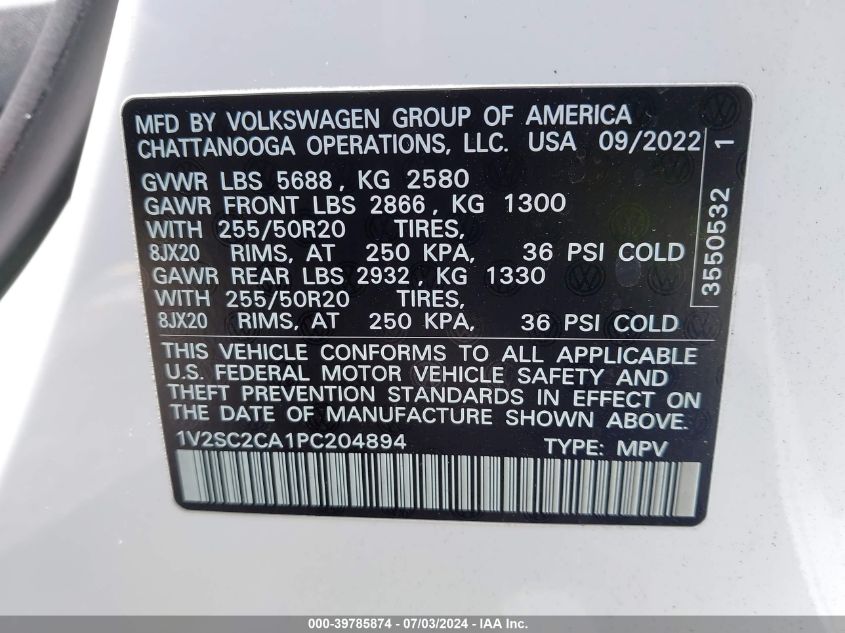 MFD BY VOLKSWAGEN GROUP OF AMERICA
CHATTANOOGA OPERATIONS, LLC. USA 09/2022
GVWR LBS 5688, KG 2580
GAWR FRONT LBS 2866, KG 1300
WITH 255/50R20 TIRES,
8JX20 RIMS, AT 250 KPA, 36 PSI COLD
GAWR REAR LBS 2932, KG 1330
WITH 255/50R20 TIRES,
8JX20 RIMS, AT 250 KPA, 36 PSI COLD
THIS VEHICLE CONFORMS TO ALL APPLICABLE
U.S. FEDERAL MOTOR VEHICLE SAFETY AND
THEFT PREVENTION STANDARDS IN EFFECT ON
THE DATE OF MANUFACTURE SHOWN ABOVE.
1V2SC2CA1PC204894 TYPE: MPV
3550532 1
000-39785874 / 07/03/2024 - IAA Inc.